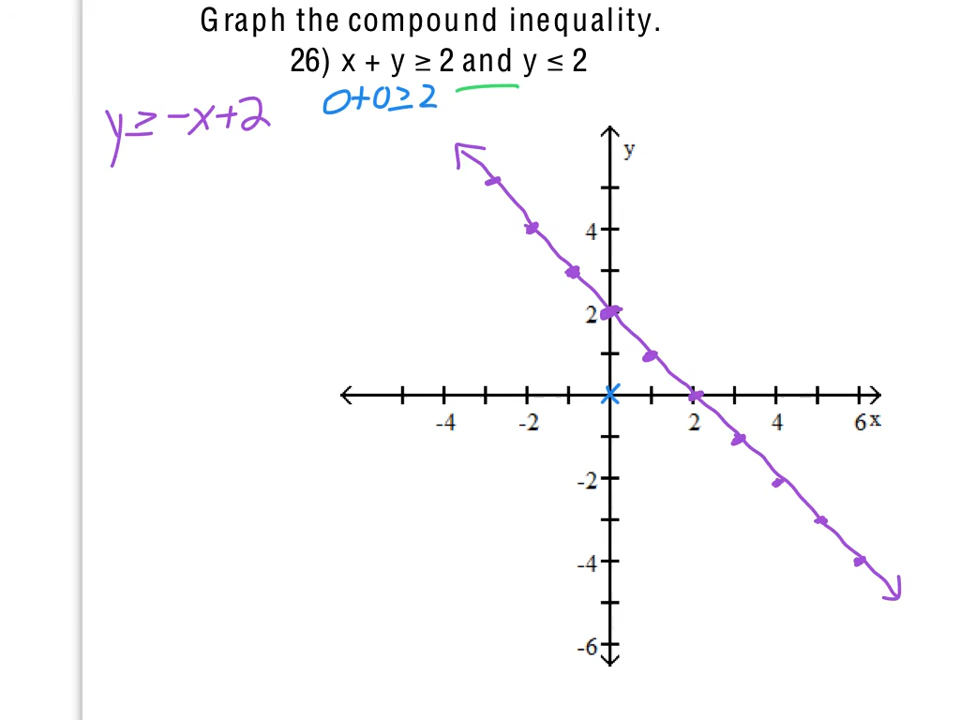 Graph the compound inequality.
26) x + y ≥ 2 and y ≤ 2
0+0≥2
y≥-x+2
y
4
2
-4 -2 2 4 6 x
-2
-4
-6